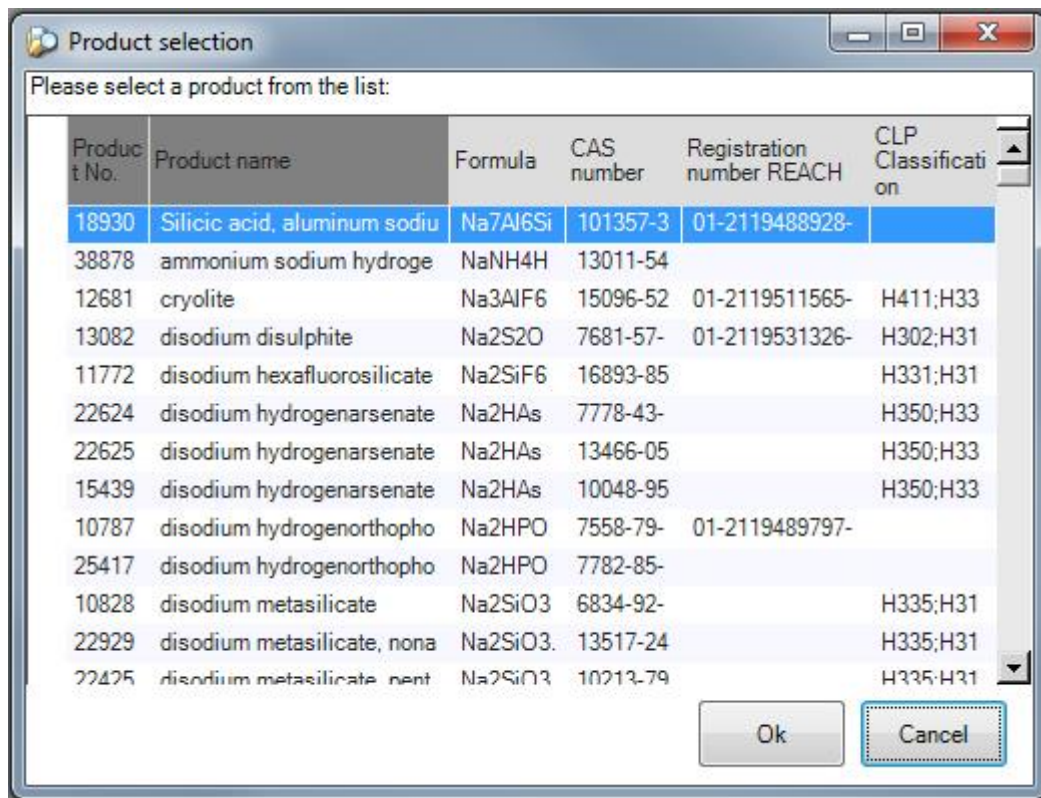 Product selection
Please select a product from the list:
Produc
t No. Product name Formula CAS
number Registration
number REACH CLP
Classificati
on
18930 Silicic acid, aluminum sodiu Na7Al6Si 101357-3 01-2119488928-
38878 ammonium sodium hydroge NaNH4H 13011-54
12681 cryolite Na3AlF6 15096-52 01-2119511565- H411;H33
13082 disodium disulphite Na2S2O 7681-57- 01-2119531326- H302;H31
11772 disodium hexafluorosilicate Na2SiF6 16893-85 H331;H31
22624 disodium hydrogenarsenate Na2HAs 7778-43- H350;H33
22625 disodium hydrogenarsenate Na2HAs 13466-05 H350;H33
15439 disodium hydrogenarsenate Na2HAs 10048-95 H350;H33
10787 disodium hydrogenorthopho Na2HPO 7558-79- 01-2119489797-
25417 disodium hydrogenorthopho Na2HPO 7782-85-
10828 disodium metasilicate Na2SiO3 6834-92- H335;H31
22929 disodium metasilicate, nona Na2SiO3. 13517-24 H335;H31
22425 disodium metasilicate, pent Na2SiO3 10213-79 H335;H31
Ok Cancel